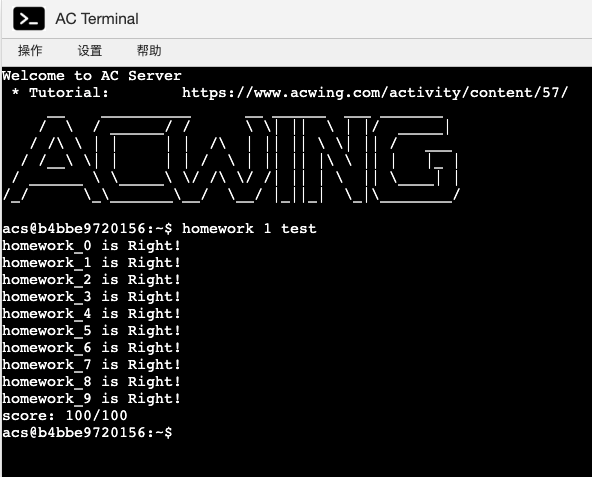 AC Terminal
操作 设置 帮助
Welcome to AC Server
* Tutorial: https://www.acwing.com/activity/content/57/
ACWING
acs@b4bbe9720156:~$ homework 1 test
homework_0 is Right!
homework_1 is Right!
homework_2 is Right!
homework_3 is Right!
homework_4 is Right!
homework_5 is Right!
homework_6 is Right!
homework_7 is Right!
homework_8 is Right!
homework_9 is Right!
score: 100/100
acs@b4bbe9720156:~$